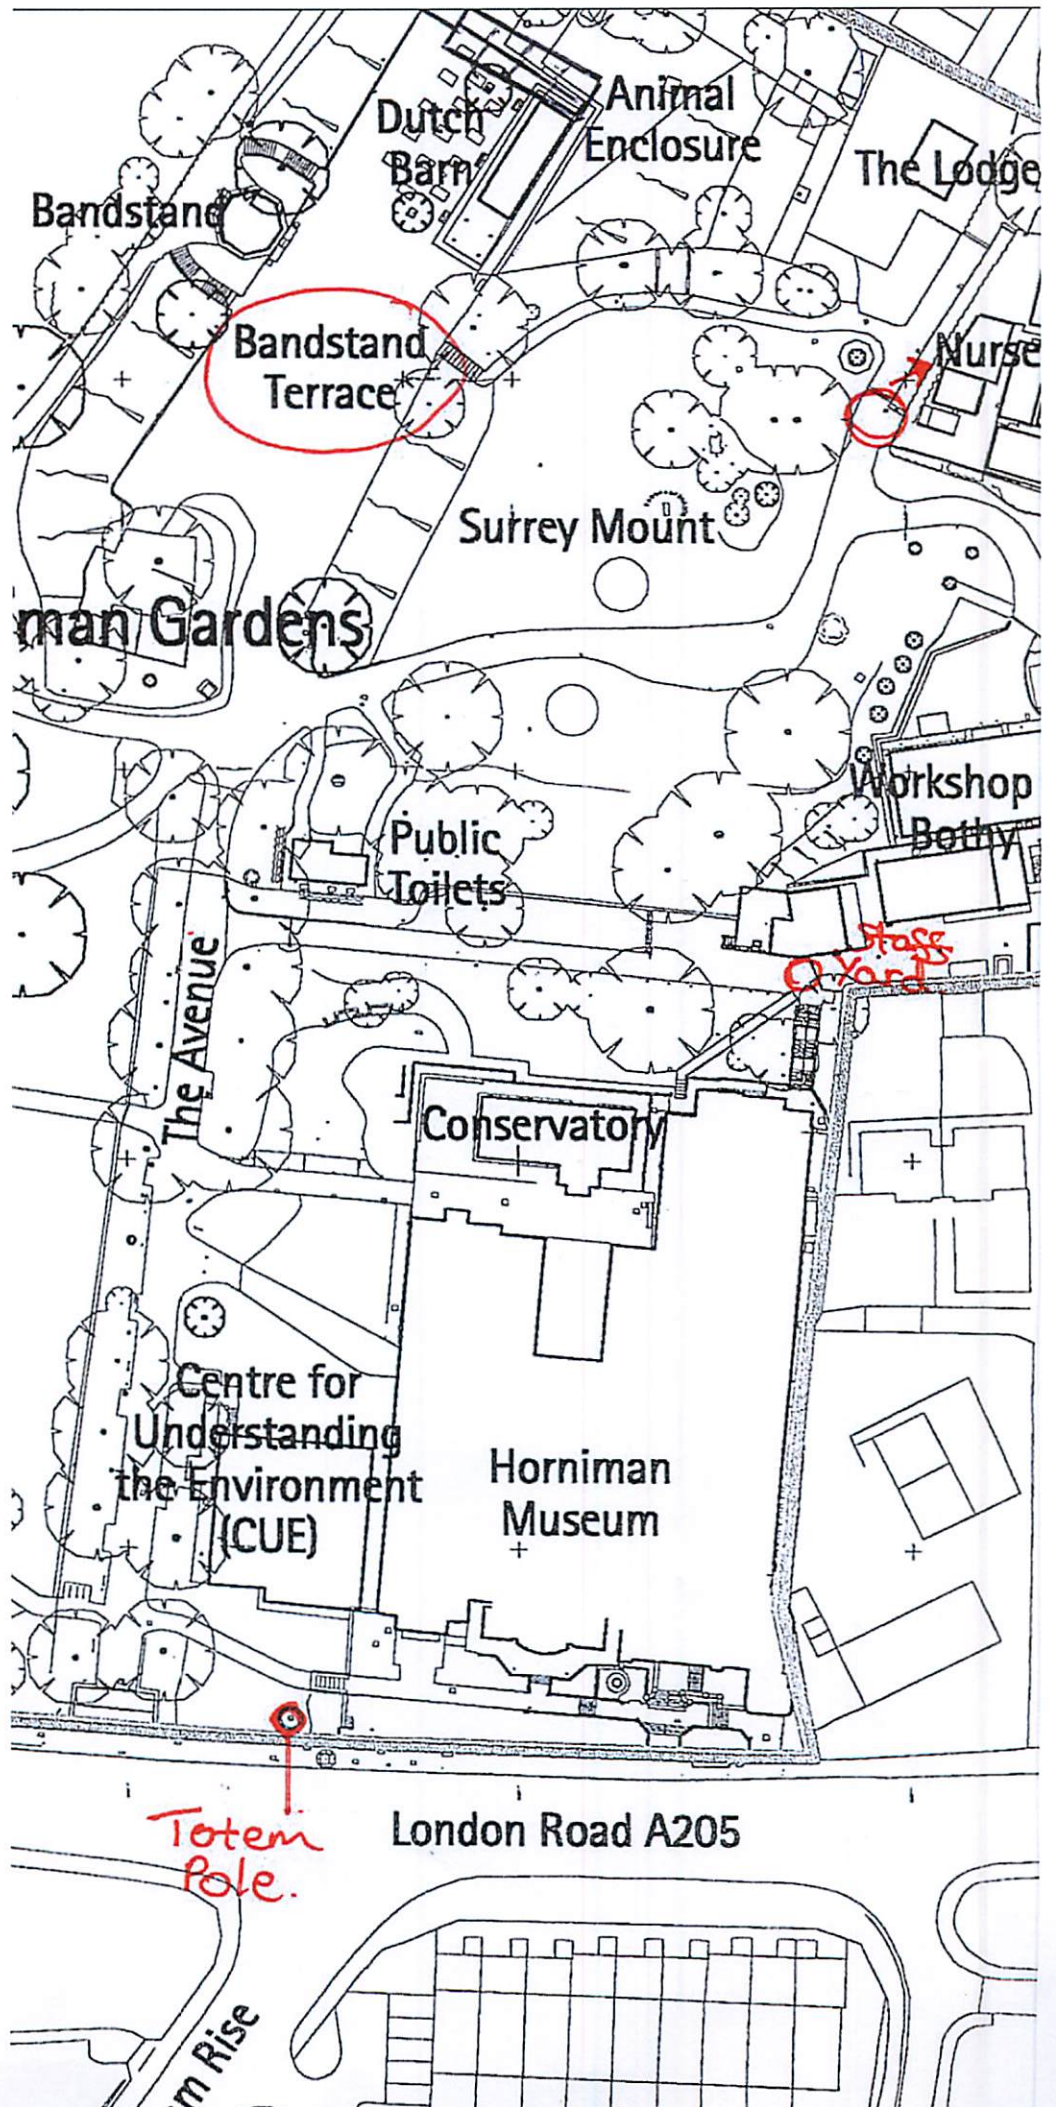 Animal
Enclosure
Dutch
Barn
The Lodge
Bandstand
Bandstand
Terrace
Nurse
Surrey Mount
man Gardens
Workshop
Bothy
Public
Toilets
Staff
Yard
The Avenue
Conservatory
Centre for
Understanding
the Environment
(CUE)
Horniman
Museum
Totem
Pole.
London Road A205
m Rise